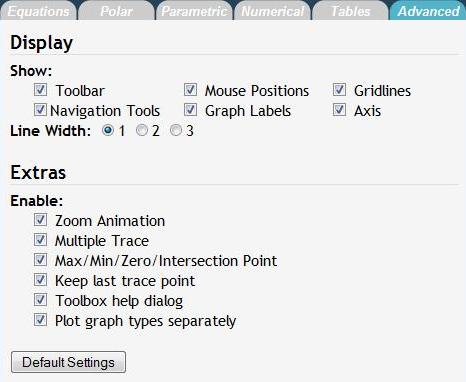 Equations Polar Parametric Numerical Tables Advanced
Display
Show:
Toolbar Mouse Positions Gridlines
Navigation Tools Graph Labels Axis
Line Width: 1 2 3
Extras
Enable:
Zoom Animation
Multiple Trace
Max/Min/Zero/Intersection Point
Keep last trace point
Toolbox help dialog
Plot graph types separately
Default Settings